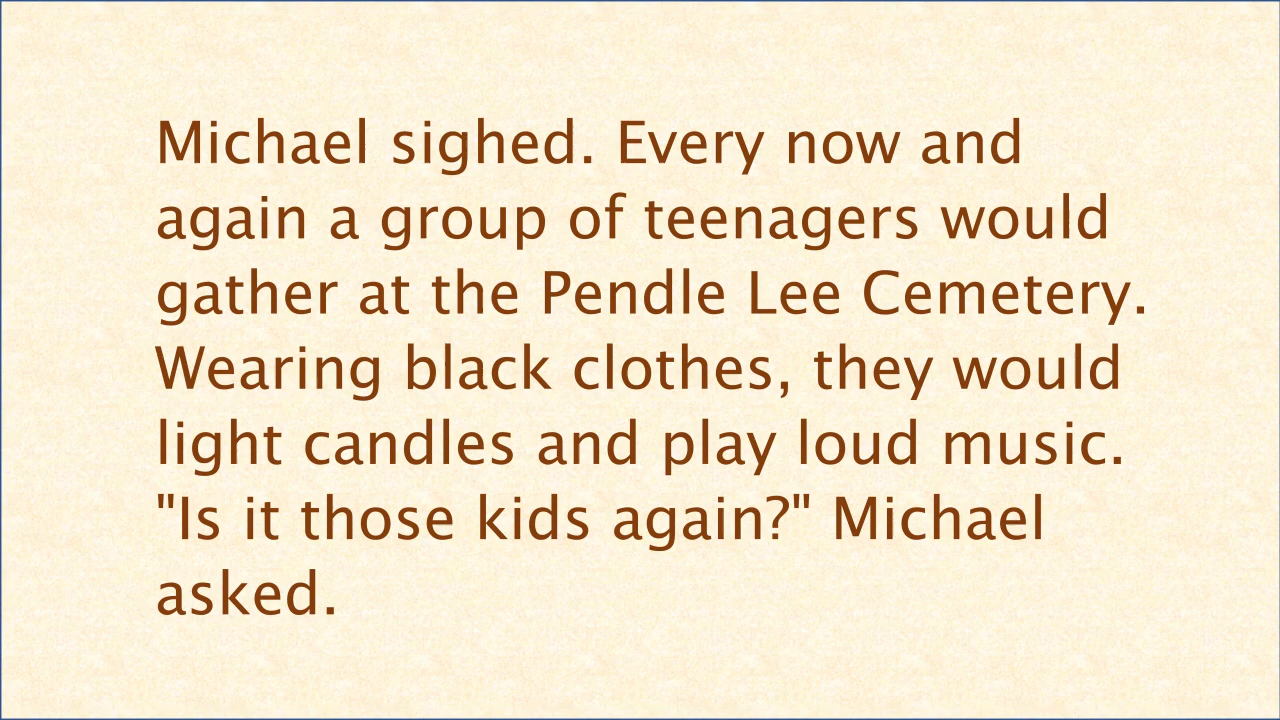 Michael sighed. Every now and
again a group of teenagers would
gather at the Pendle Lee Cemetery.
Wearing black clothes, they would
light candles and play loud music.
"Is it those kids again?" Michael
asked.